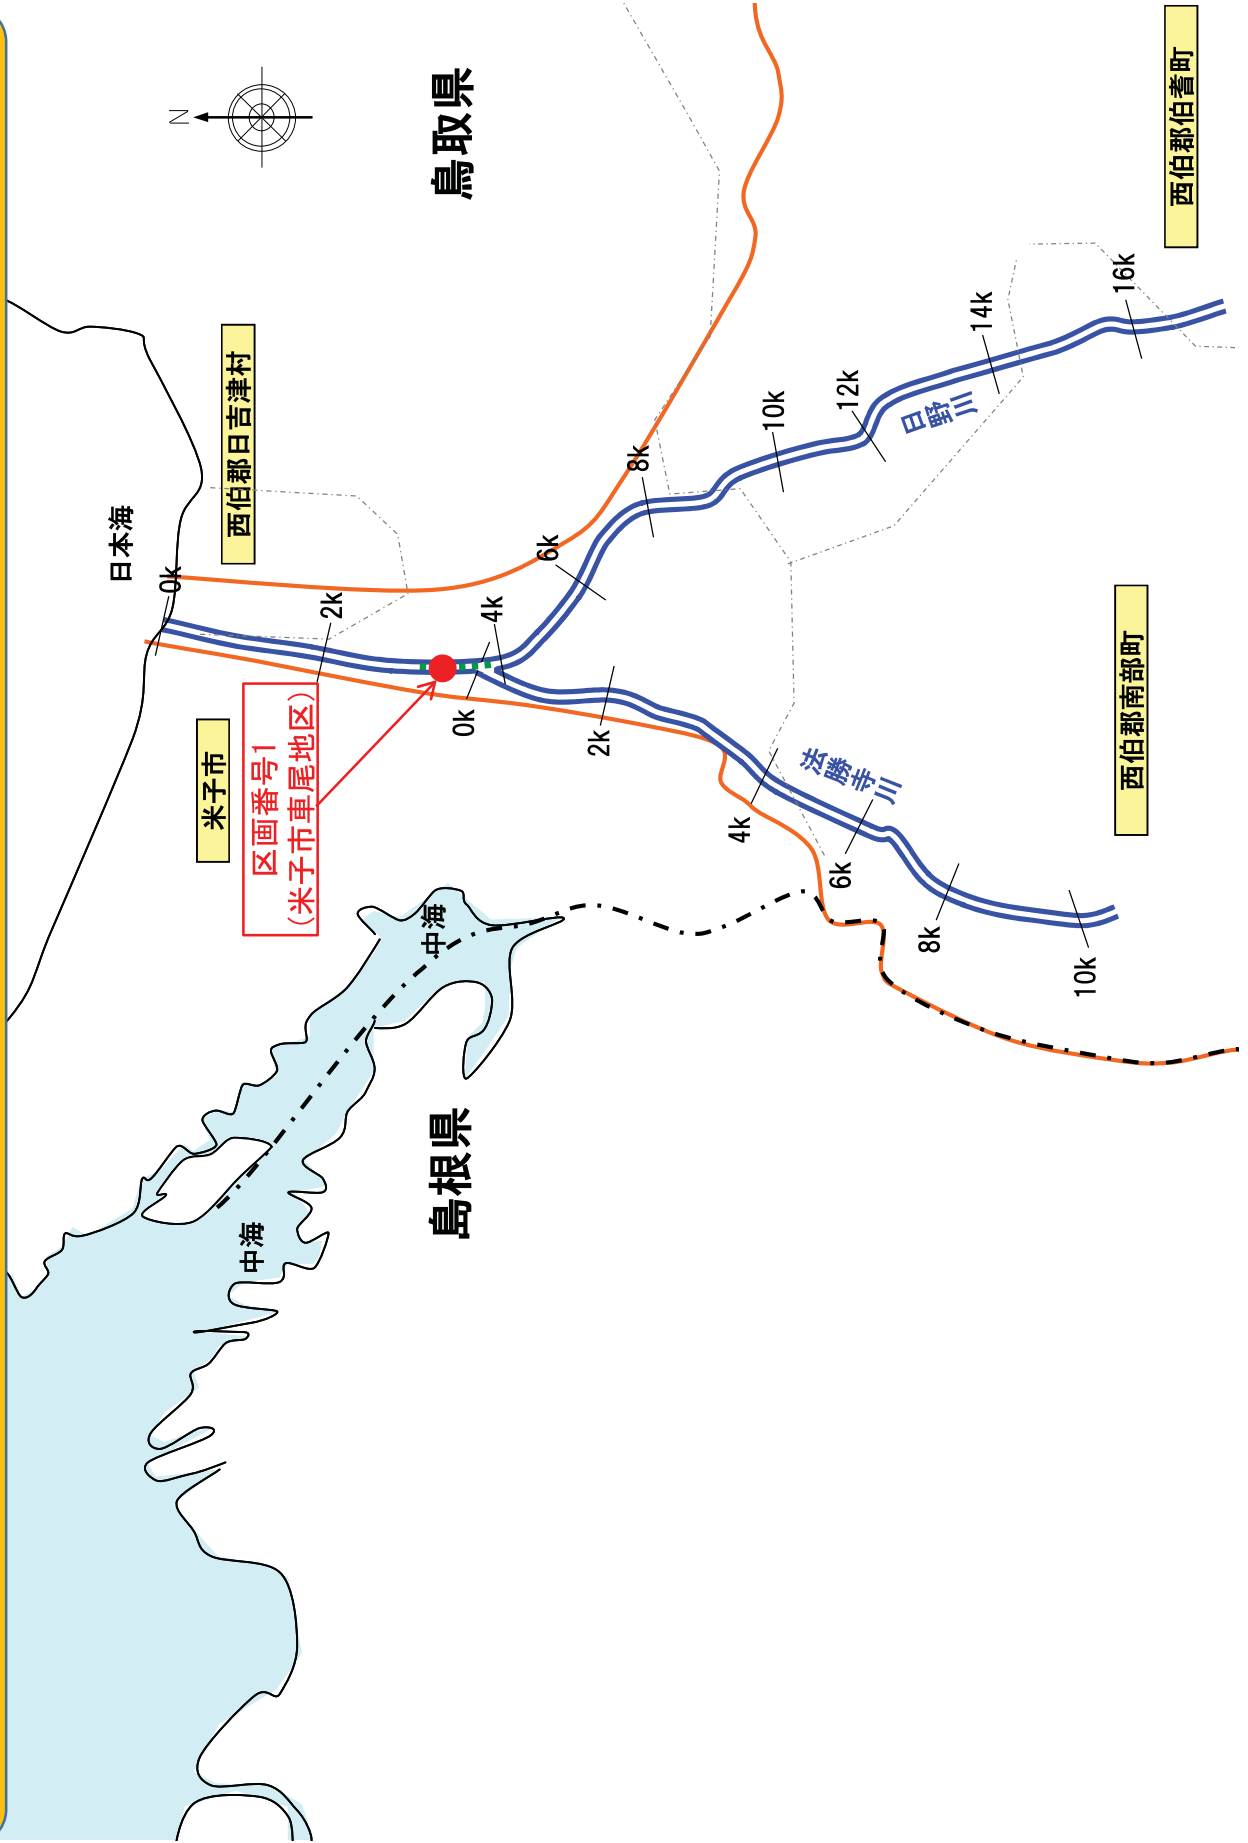 N
鳥取県
西伯郡伯耆町
西伯郡日吉津村
日本海
0k
2k
4k
6k
8k
10k
12k
14k
16k
日野川
米子市
区画番号1
(米子市車尾地区)
0k
2k
4k
6k
8k
10k
法勝寺川
西伯郡南部町
中海
中海
島根県